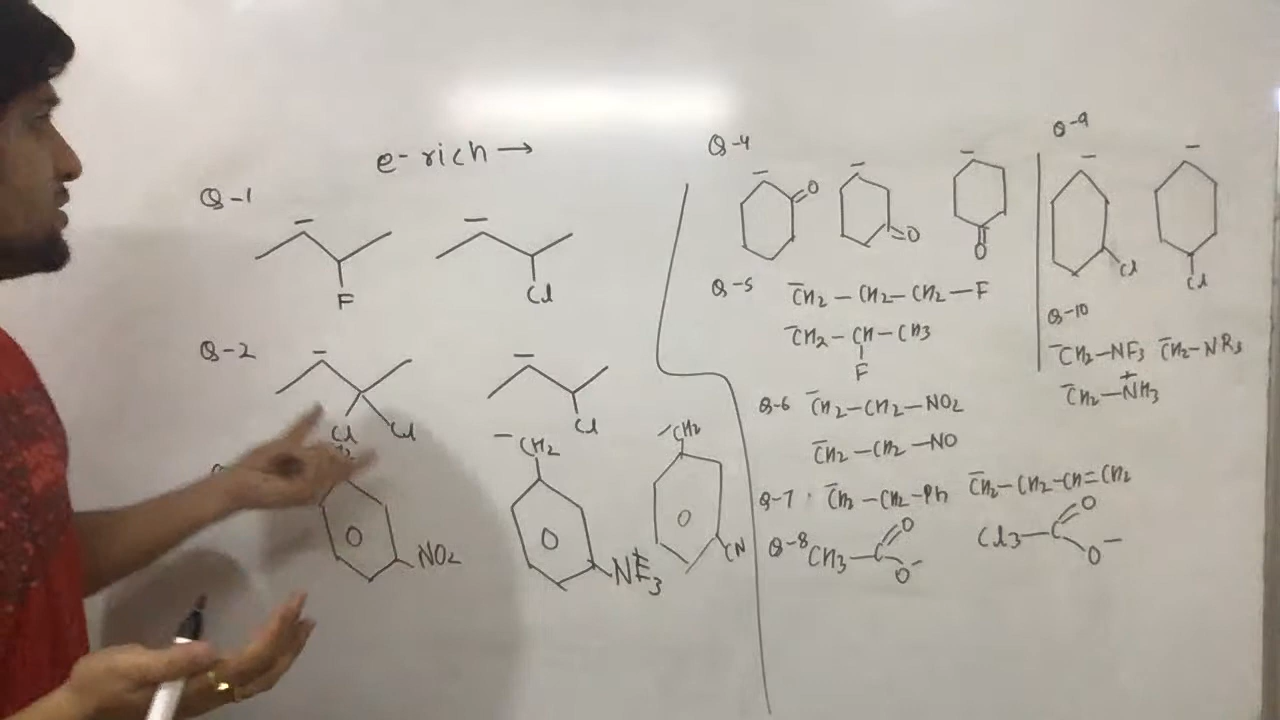 e- rich →
Q-1
F
Cl
Q-2
Cl Cl
Cl
NO2
-CH2
NF3
+
-CH2
CN
Q-4
=O
=O
O
Q-5 -CH2 — CH2 — CH2 — F
-CH2 — CH — CH3
F
Q-6 -CH2 — CH2 — NO2
-CH2 — CH2 — NO
Q-7 -CH2 — CH2 — Ph -CH2 — CH2 — CH = CH2
Q-8 CH3 — C O O-
Cl3 — C O O-
Q-9
Cl
Cl
Q-10
-CH2 — NF3 -CH2 — NR3
+
-CH2 — NH3